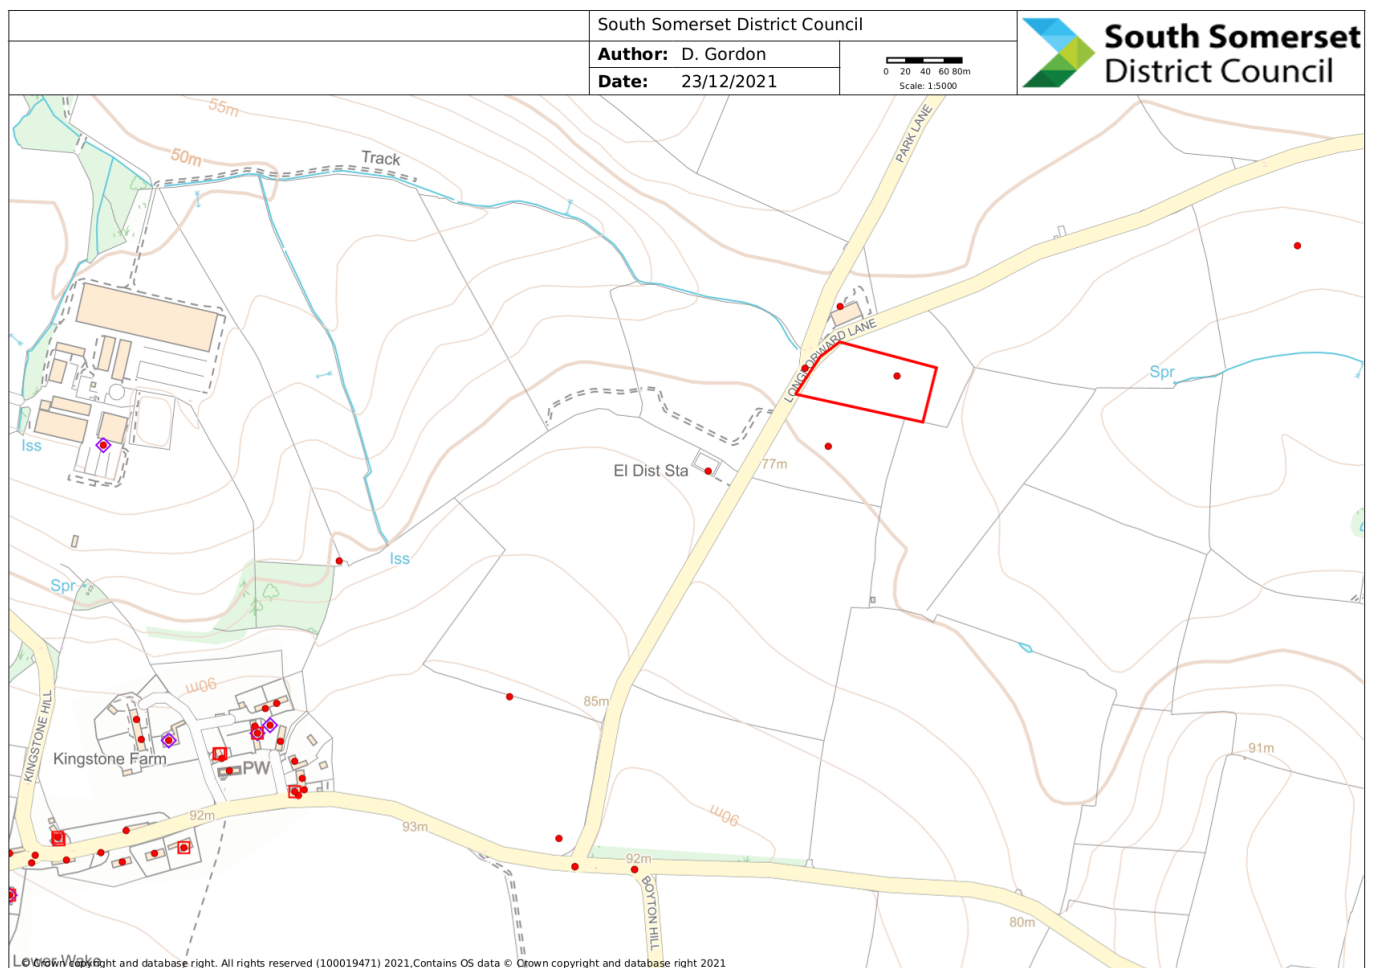 South Somerset District Council
Author: D. Gordon
Date: 23/12/2021
0 20 40 60 80m
Scale: 1:5000
South Somerset
District Council
55m
50m
Track
PARK LANE
LONGFORWARD LANE
Spr
Iss
El Dist Sta
77m
Iss
Spr
90m
85m
KINGSTONE HILL
Kingstone Farm
PW
91m
92m
93m
90m
92m
BOYTON HILL
80m
Lower Wake
© Crown copyright and database right. All rights reserved (100019471) 2021,Contains OS data © Crown copyright and database right 2021